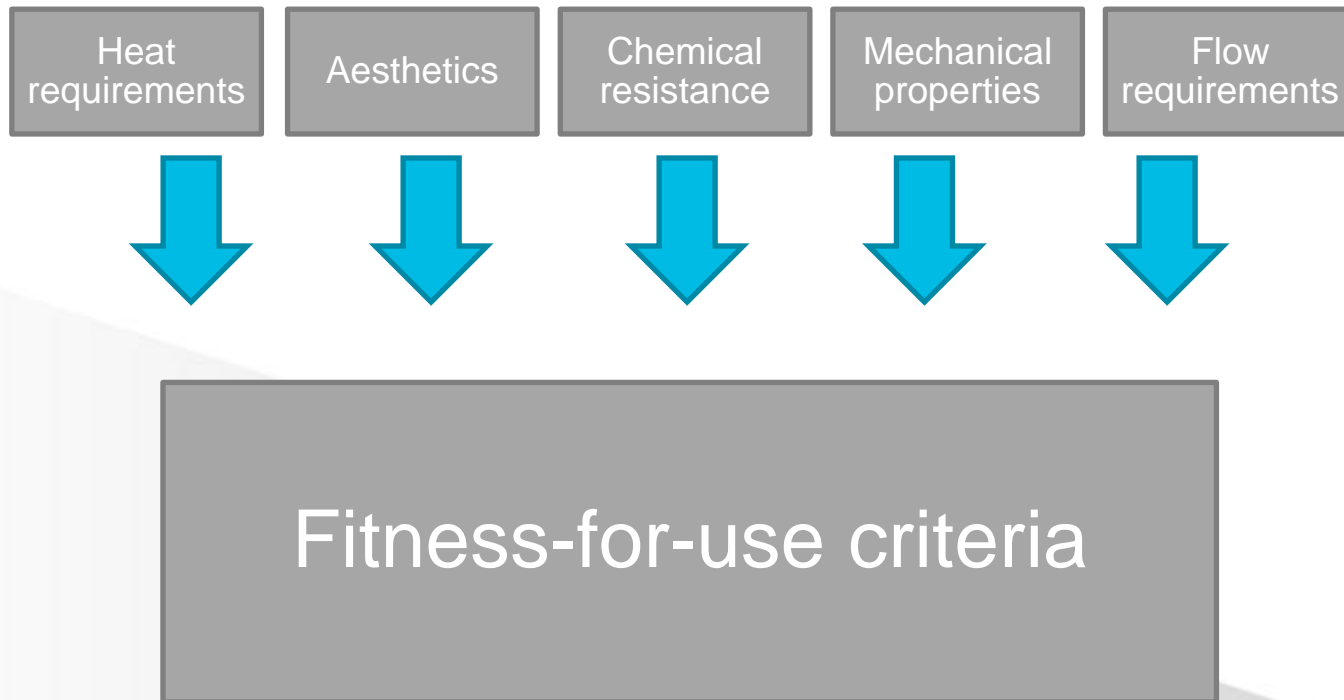 Heat
requirements
Aesthetics
Chemical
resistance
Mechanical
properties
Flow
requirements
Fitness-for-use criteria